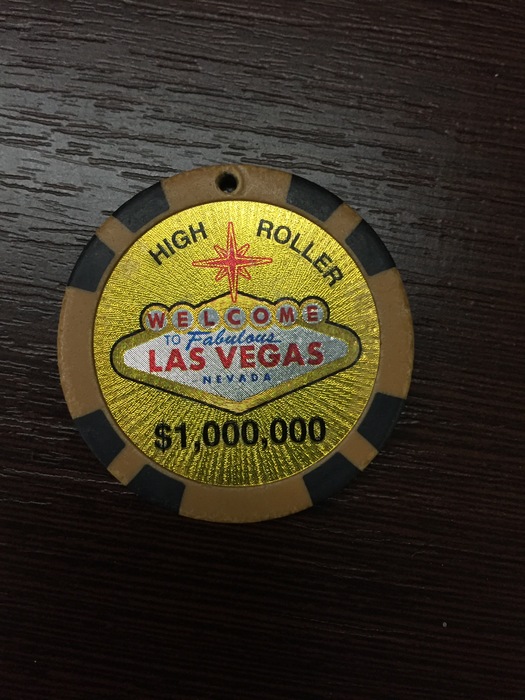 HIGH ROLLER
WELCOME
TO Fabulous
LAS VEGAS
NEVADA
$1,000,000